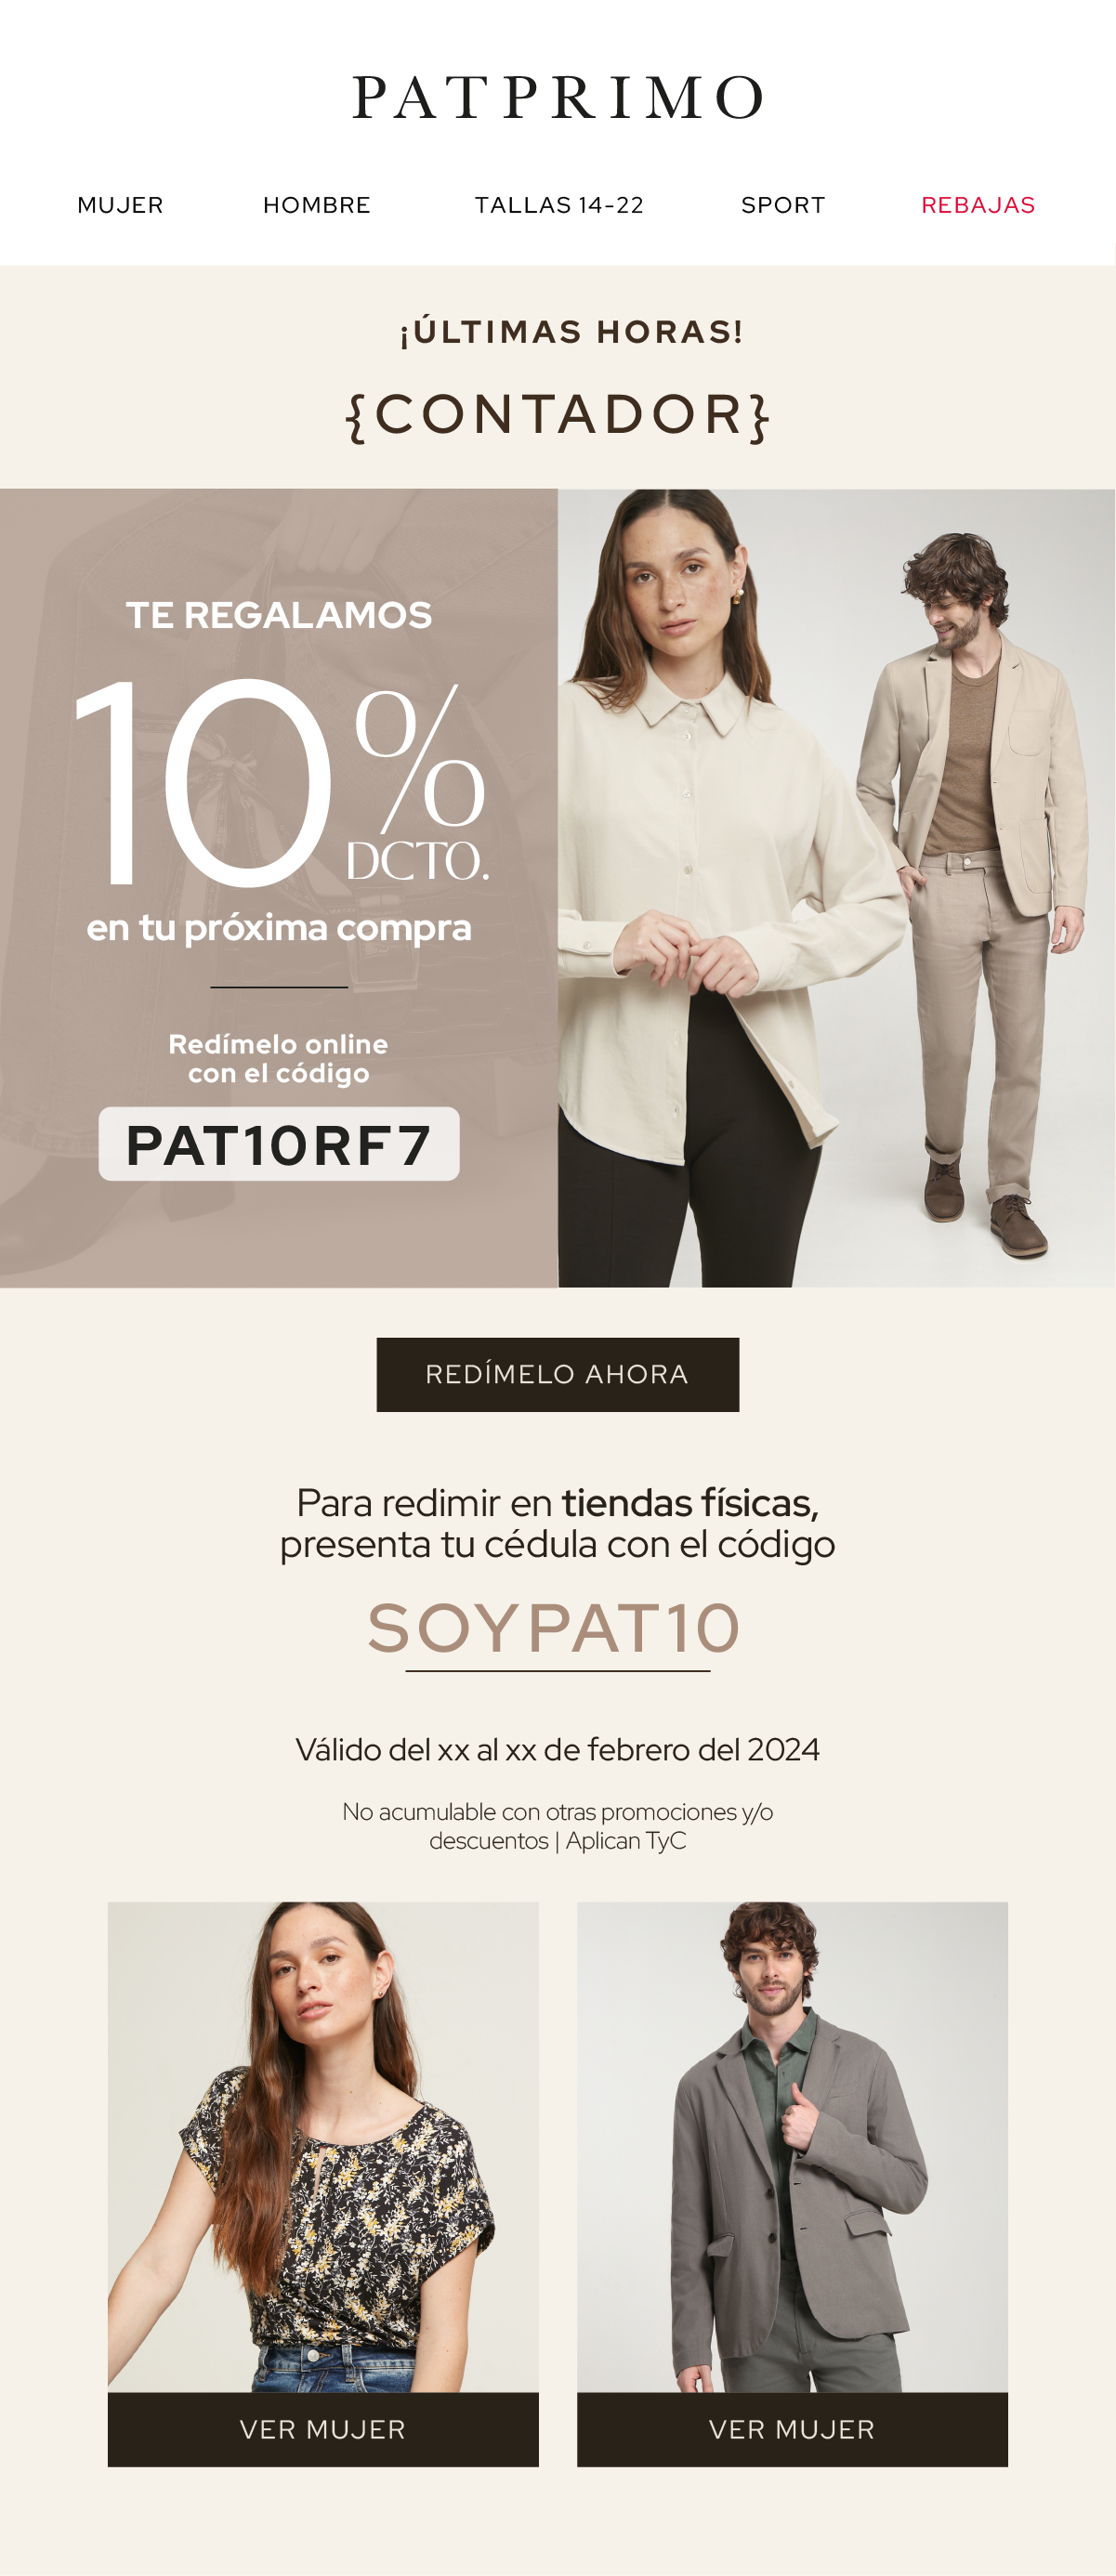 PATPRIMO
MUJER HOMBRE TALLAS 14-22 SPORT REBAJAS
¡ÚLTIMAS HORAS!
{CONTADOR}
TE REGALAMOS
10%
DCTO.
en tu próxima compra
Redímelo online
con el código
PAT10RF7
REDÍMELO AHORA
Para redimir en tiendas físicas,
presenta tu cédula con el código
SOYPAT10
Válido del xx al xx de febrero del 2024
No acumulable con otras promociones y/o
descuentos | Aplican TyC
VER MUJER
VER MUJER